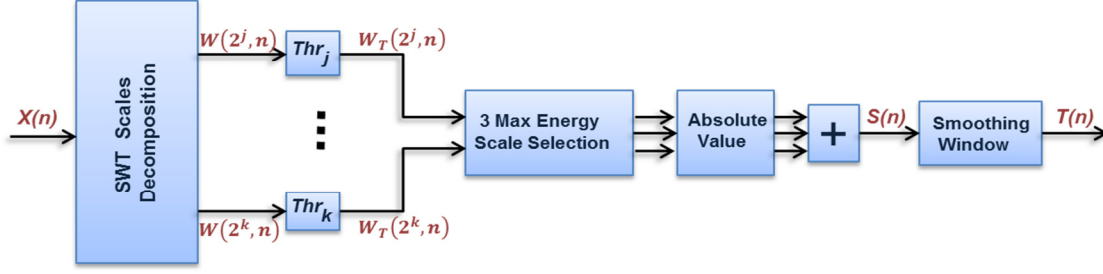 X(n)
SWT Scales
Decomposition
W(2^j, n)
Thr_j
W_T(2^j, n)
W(2^k, n)
Thr_k
W_T(2^k, n)
3 Max Energy
Scale Selection
Absolute
Value
+
S(n)
Smoothing
Window
T(n)